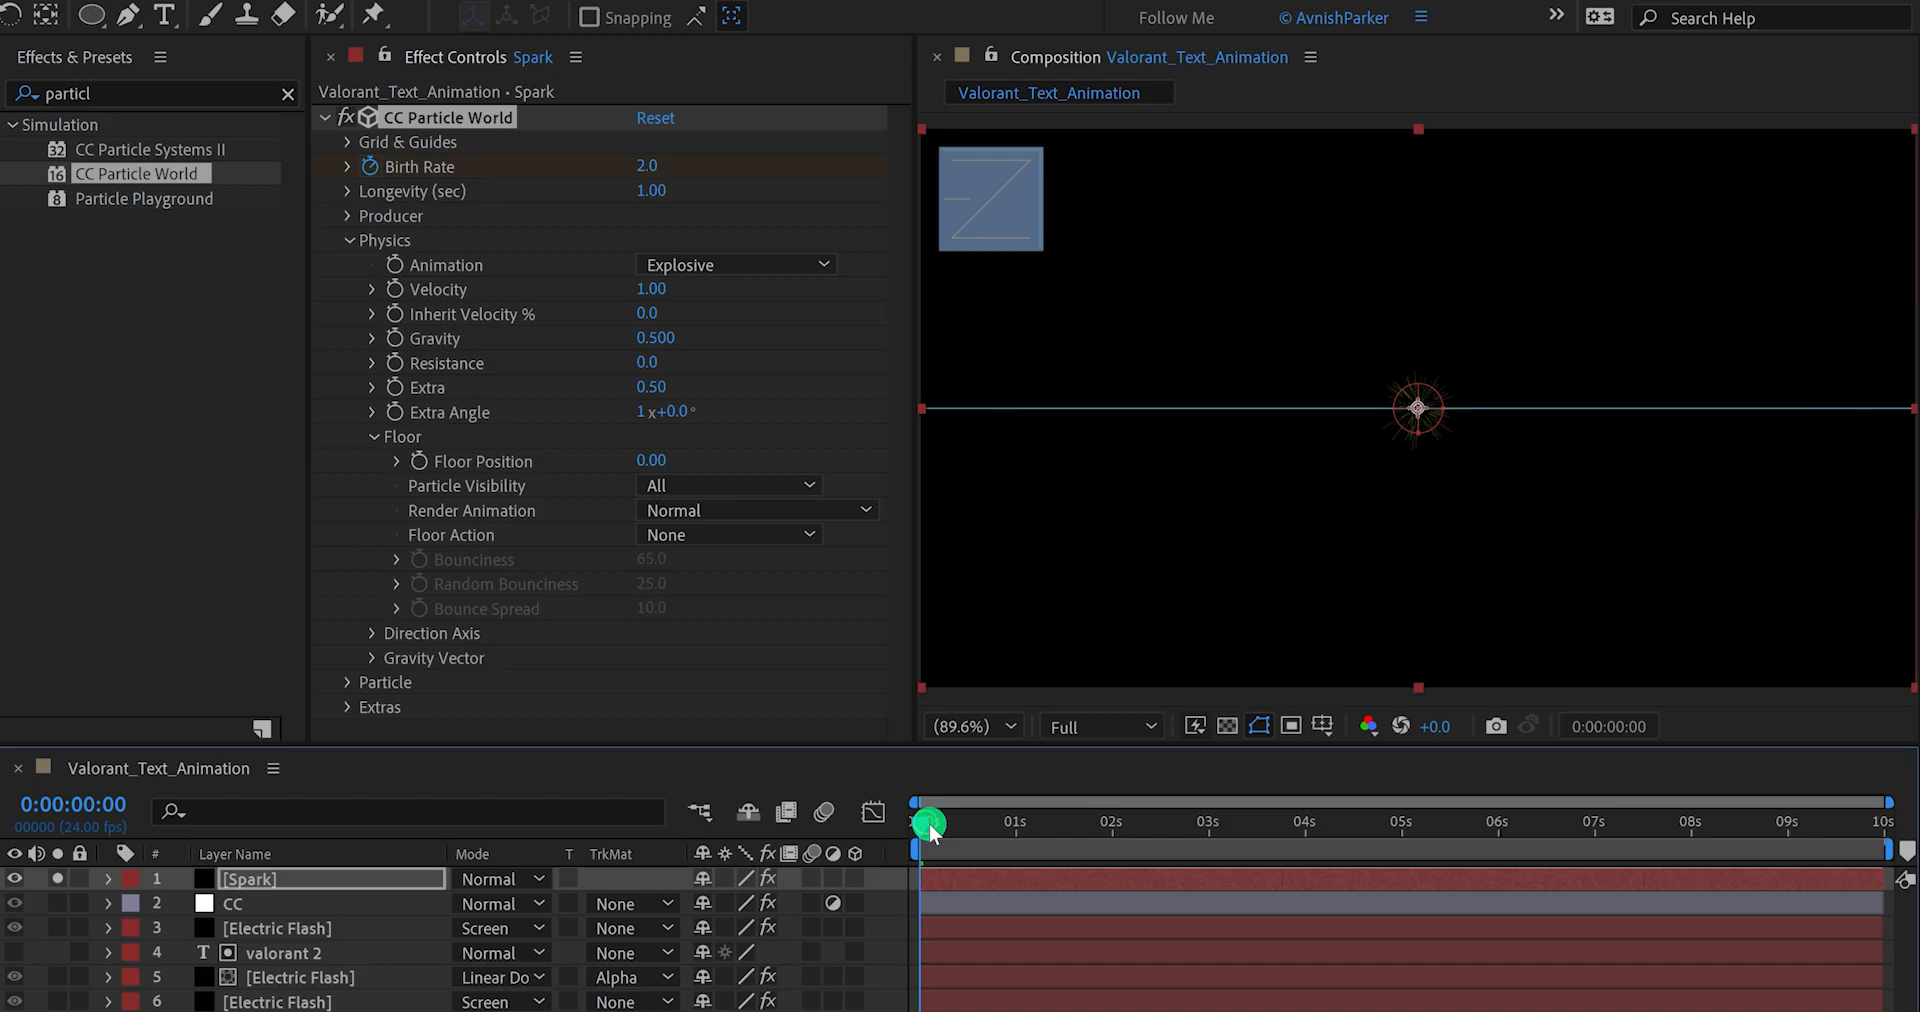 Snapping
Follow Me
© AvnishParker
Search Help
Effects & Presets
particl
Simulation
32 CC Particle Systems II
16 CC Particle World
8 Particle Playground
Effect Controls Spark
Valorant_Text_Animation • Spark
fx CC Particle World Reset
Grid & Guides
Birth Rate 2.0
Longevity (sec) 1.00
Producer
Physics
Animation Explosive
Velocity 1.00
Inherit Velocity % 0.0
Gravity 0.500
Resistance 0.0
Extra 0.50
Extra Angle 1 x+0.0°
Floor
Floor Position 0.00
Particle Visibility All
Render Animation Normal
Floor Action None
Bounciness 65.0
Random Bounciness 25.0
Bounce Spread 10.0
Direction Axis
Gravity Vector
Particle
Extras
Composition Valorant_Text_Animation
Valorant_Text_Animation
(89.6%) Full +0.0 0:00:00:00
Valorant_Text_Animation
0:00:00:00
00000 (24.00 fps)
01s 02s 03s 04s 05s 06s 07s 08s 09s 10s
# Layer Name Mode T TrkMat fx
1 [Spark] Normal fx
2 CC Normal None fx
3 [Electric Flash] Screen None fx
4 T valorant 2 Normal None
5 [Electric Flash] Linear Do Alpha fx
6 [Electric Flash] Screen None fx